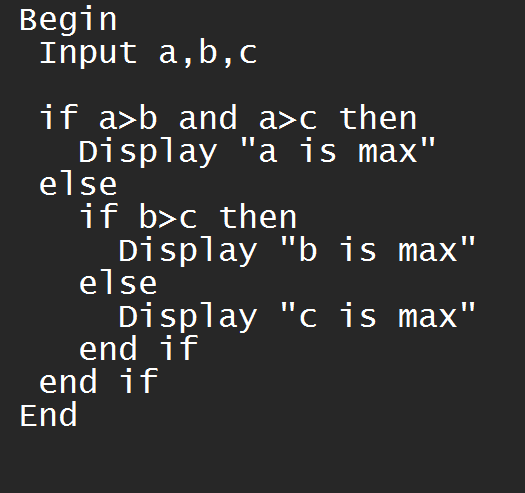 Begin
Input a,b,c
if a>b and a>c then
Display "a is max"
else
if b>c then
Display "b is max"
else
Display "c is max"
end if
end if
End